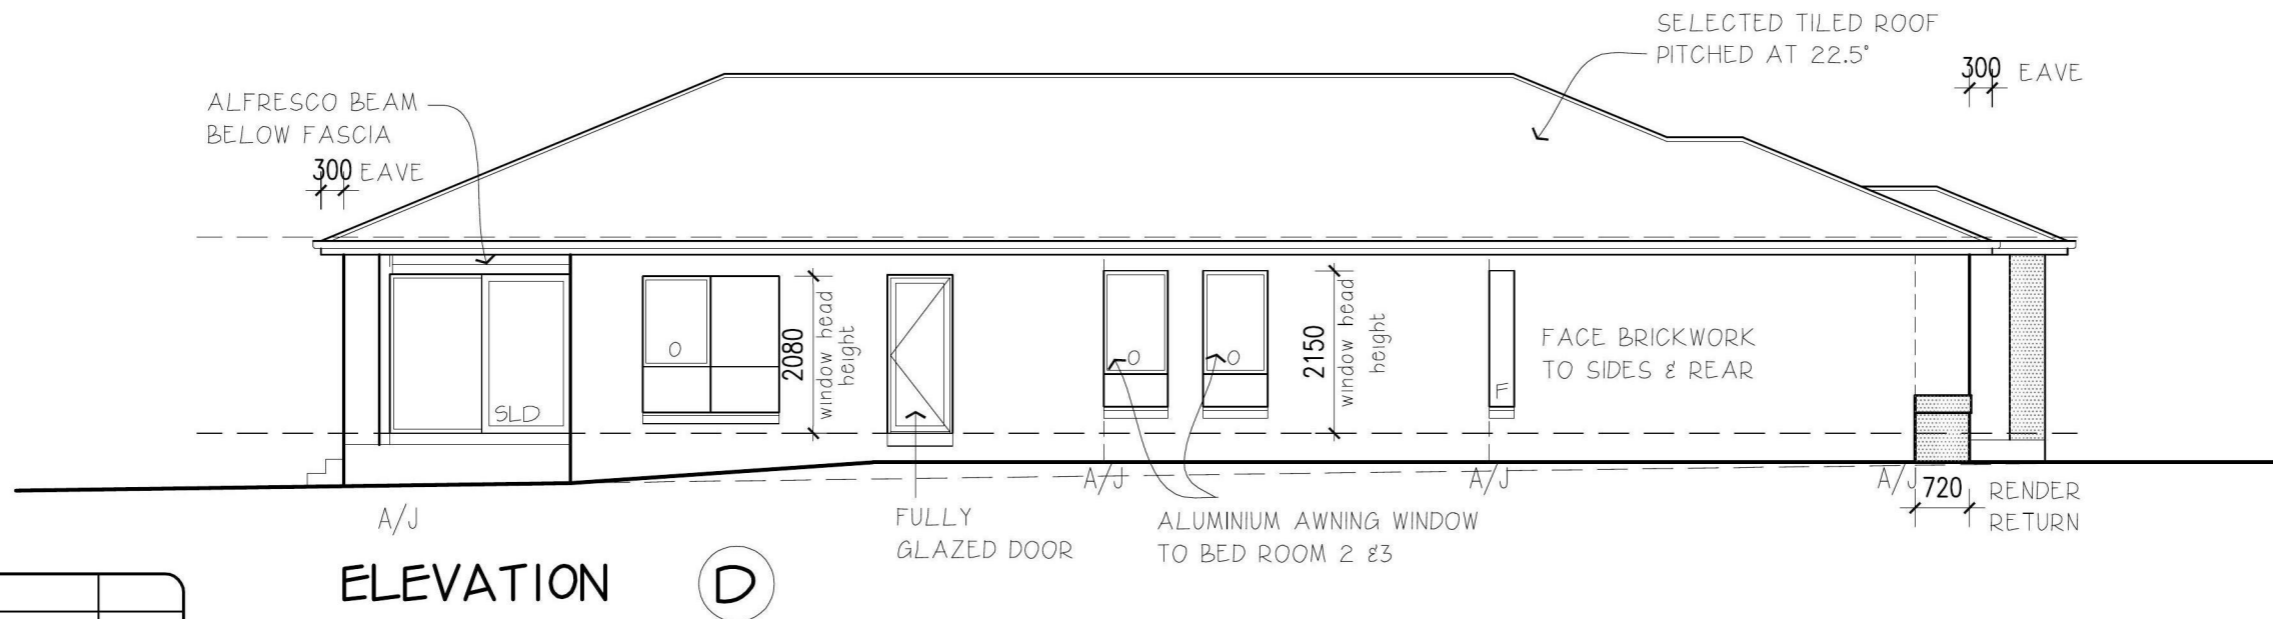 SELECTED TILED ROOF
PITCHED AT 22.5°
300 EAVE
ALFRESCO BEAM
BELOW FASCIA
300 EAVE
SLD
O
2080
window head
height
O
O
2150
window head
height
F
FACE BRICKWORK
TO SIDES & REAR
A/J
A/J
A/J
A/J
720 RENDER
RETURN
FULLY
GLAZED DOOR
ALUMINIUM AWNING WINDOW
TO BED ROOM 2 &3
ELEVATION D